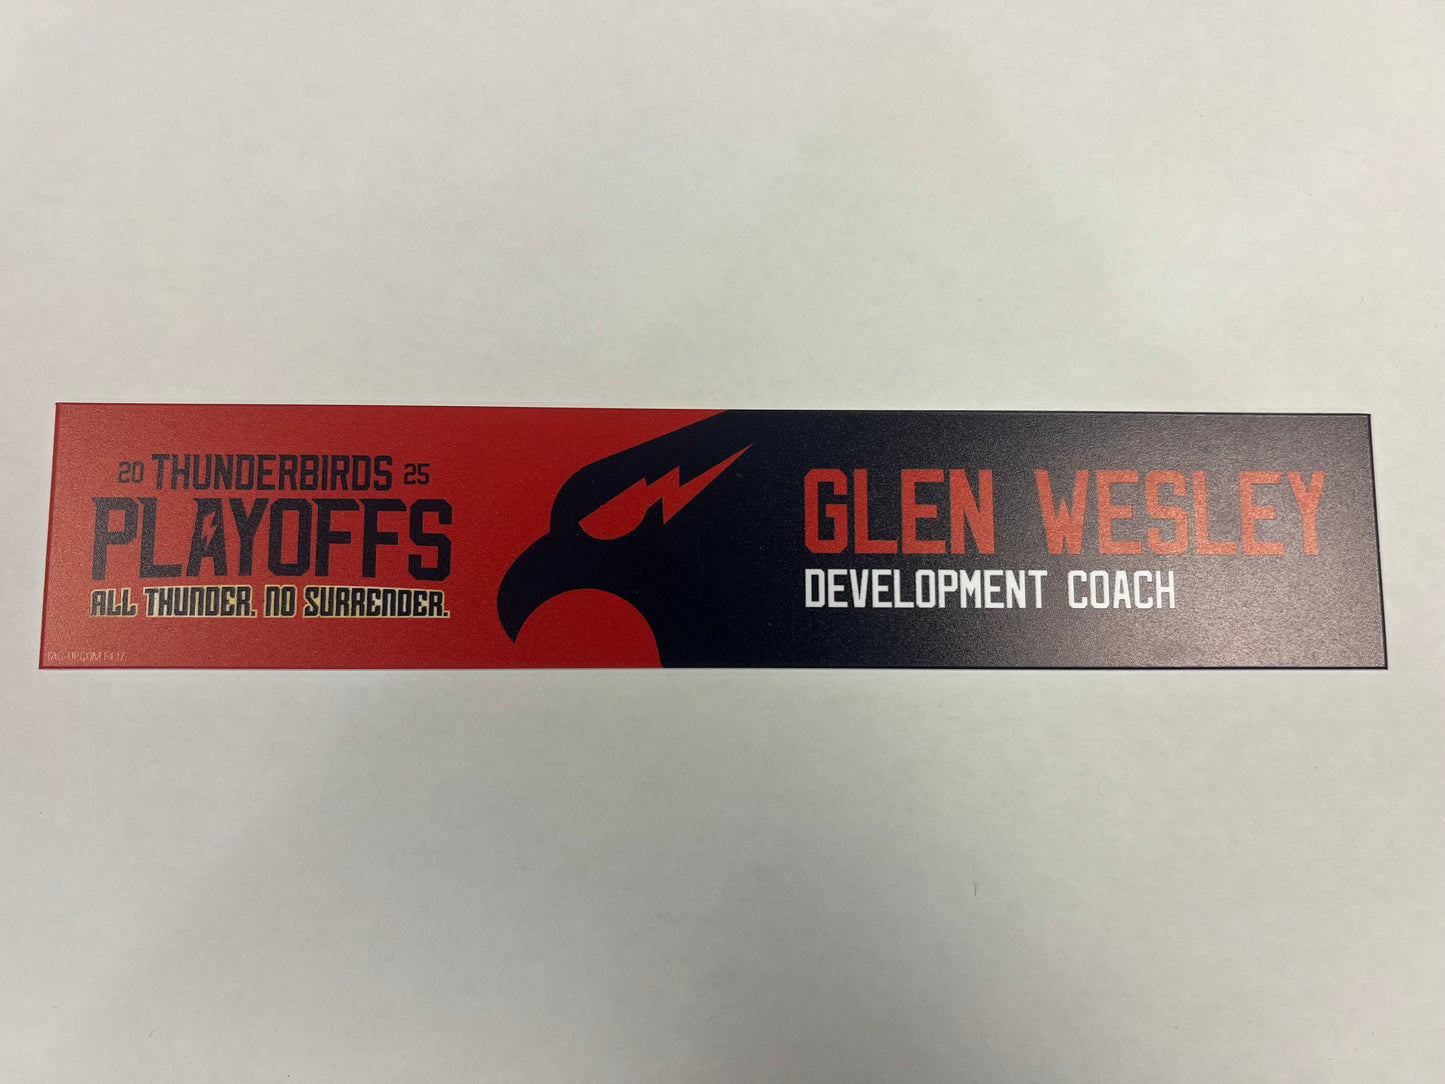 20 THUNDERBIRDS 25
PLAYOFFS
ALL THUNDER. NO SURRENDER.
GLEN WESLEY
DEVELOPMENT COACH